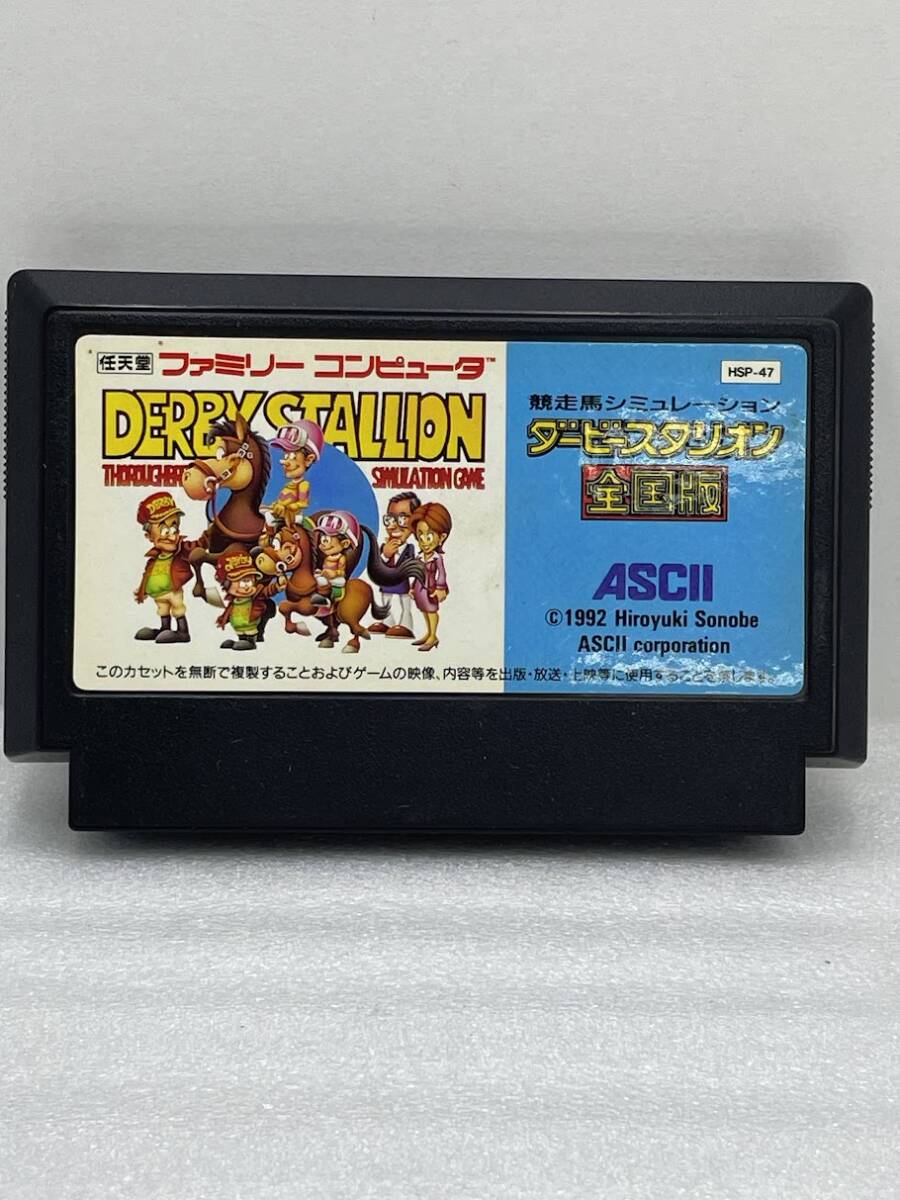 任天堂 ファミリー コンピュータ™
DERBY STALLION
SIMULATION GAME
DERBY
DERBY
HSP-47
競走馬シミュレーション
ダービースタリオン
全国版
ASCII
©1992 Hiroyuki Sonobe
ASCII corporation
このカセットを無断で複製することおよびゲームの映像、内容等を出版・放送・上映等に使用することを禁します。